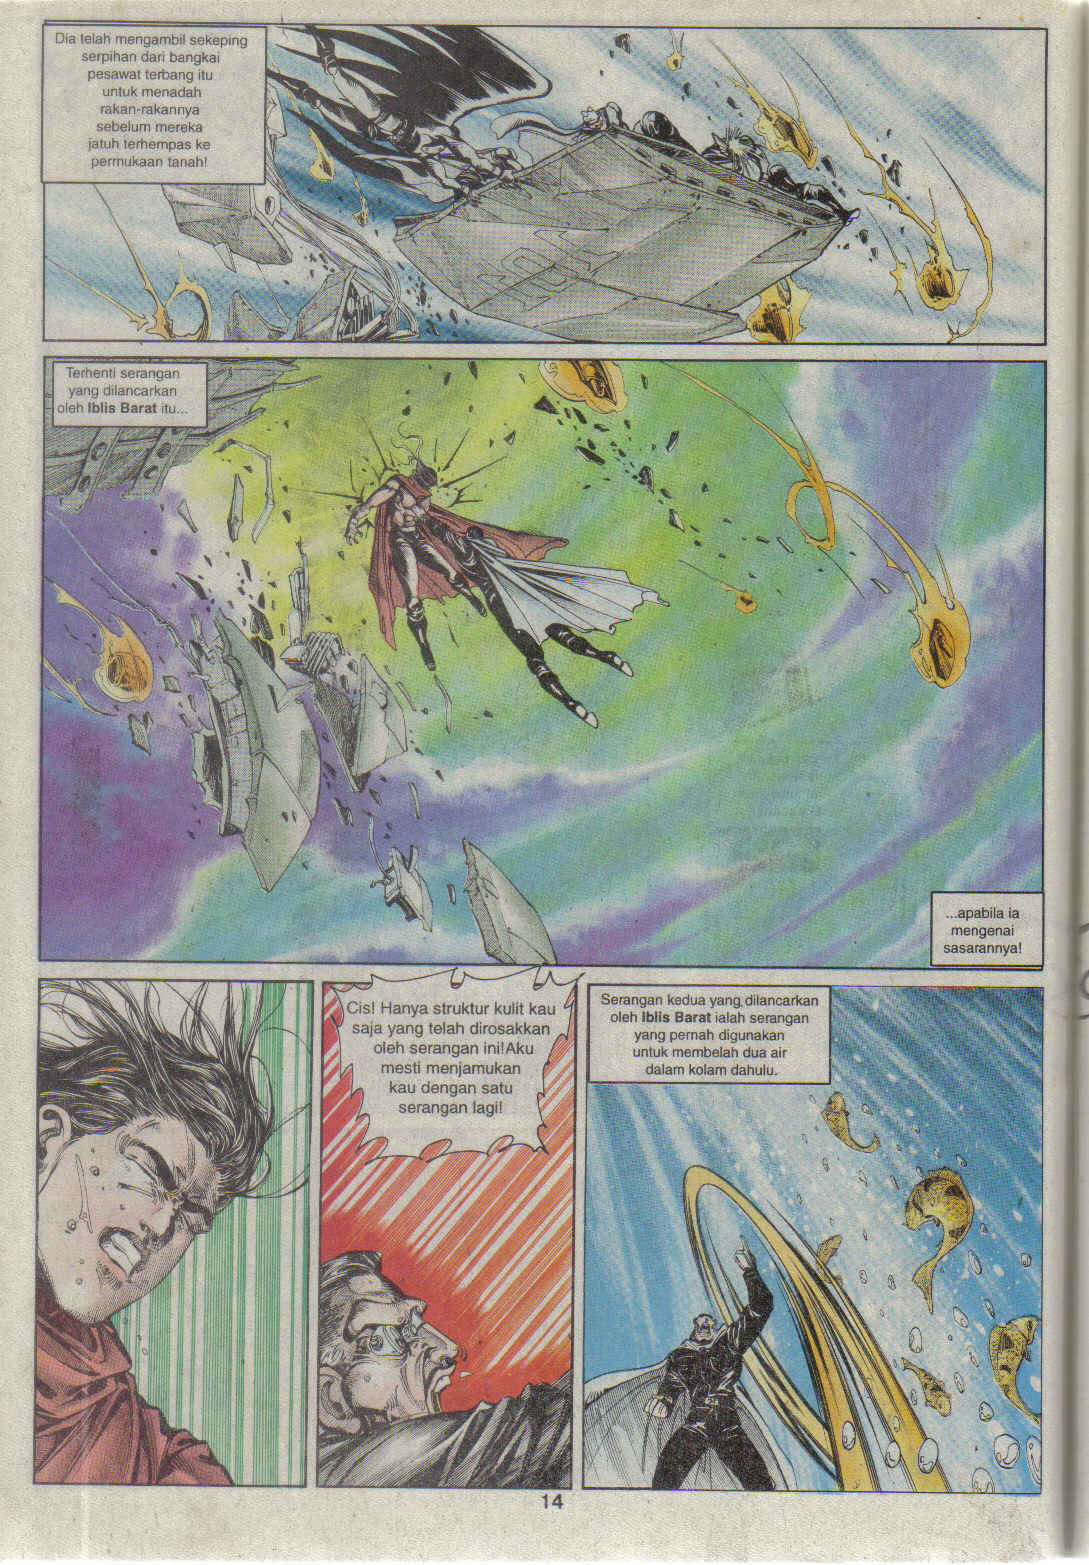 Dia telah mengambil sekeping
serpihan dari bangkai
pesawat terbang itu
untuk menadah
rakan-rakannya
sebelum mereka
jatuh terhempas ke
permukaan tanah!
Terhenti serangan
yang dilancarkan
oleh Iblis Barat itu...
...apabila ia
mengenai
sasarannya!
Cis! Hanya struktur kulit kau
saja yang telah dirosakkan
oleh serangan ini!Aku
mesti menjamukan
kau dengan satu
serangan lagi!
Serangan kedua yang dilancarkan
oleh Iblis Barat ialah serangan
yang pernah digunakan
untuk membelah dua air
dalam kolam dahulu.
14